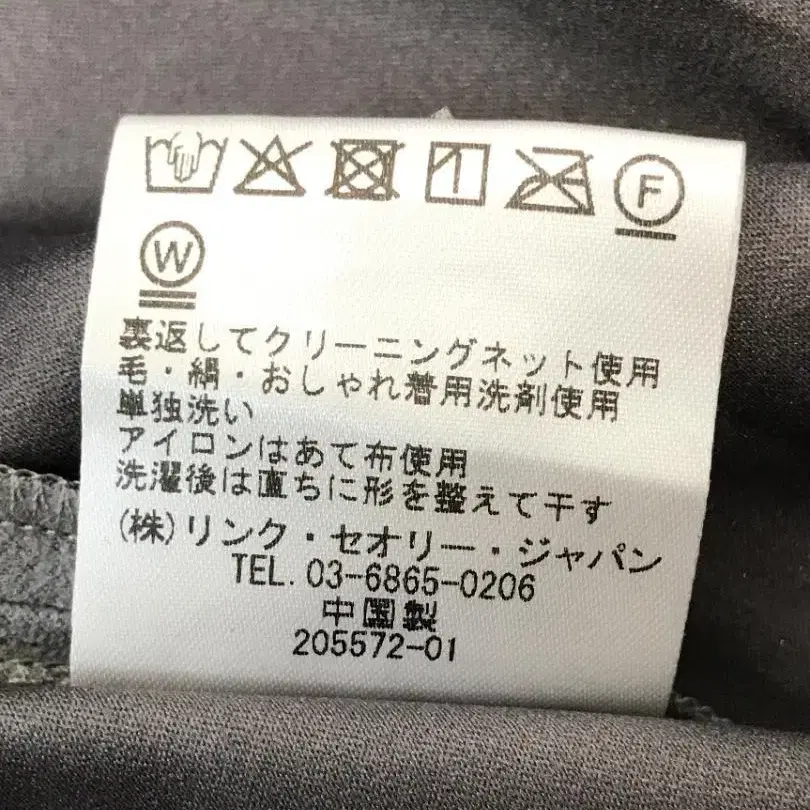 F
W
裏返してクリーニングネット使用
毛・絹・おしゃれ着用洗剤使用
単独洗い
アイロンはあて布使用
洗濯後は直ちに形を整えて干す
(株)リンク・セオリー・ジャパン
TEL. 03-6865-0206
中国製
205572-01